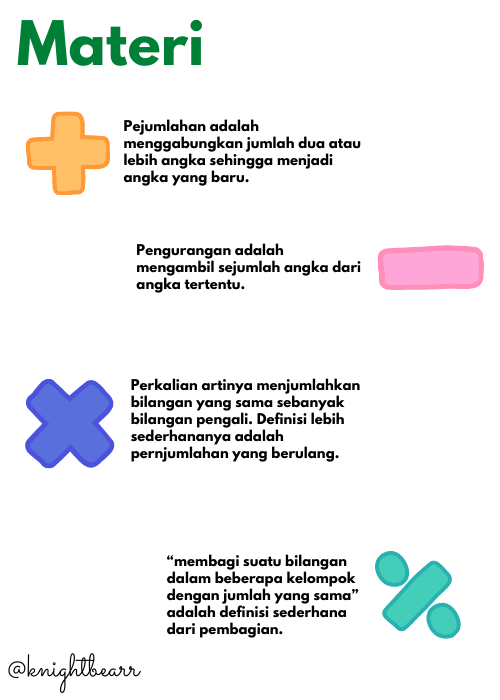 Materi
Pejumlahan adalah
menggabungkan jumlah dua atau
lebih angka sehingga menjadi
angka yang baru.
Pengurangan adalah
mengambil sejumlah angka dari
angka tertentu.
Perkalian artinya menjumlahkan
bilangan yang sama sebanyak
bilangan pengali. Definisi lebih
sederhananya adalah
pernjumlahan yang berulang.
“membagi suatu bilangan
dalam beberapa kelompok
dengan jumlah yang sama”
adalah definisi sederhana
dari pembagian.
@knightbearr